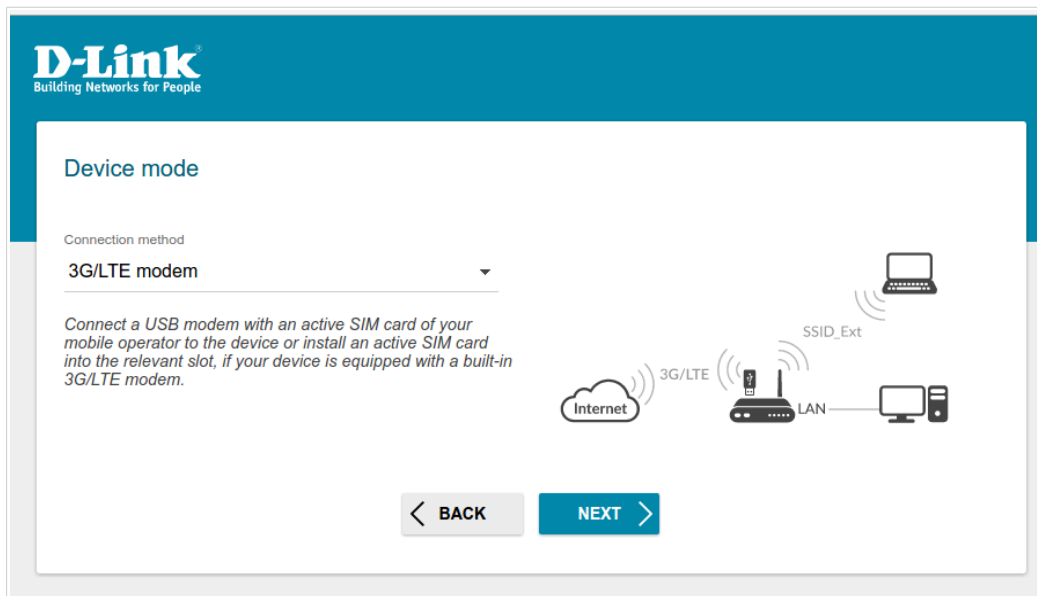 D-Link®
Building Networks for People
Device mode
Connection method
3G/LTE modem
Connect a USB modem with an active SIM card of your
mobile operator to the device or install an active SIM card
into the relevant slot, if your device is equipped with a built-in
3G/LTE modem.
SSID_Ext
3G/LTE
Internet
LAN
BACK
NEXT